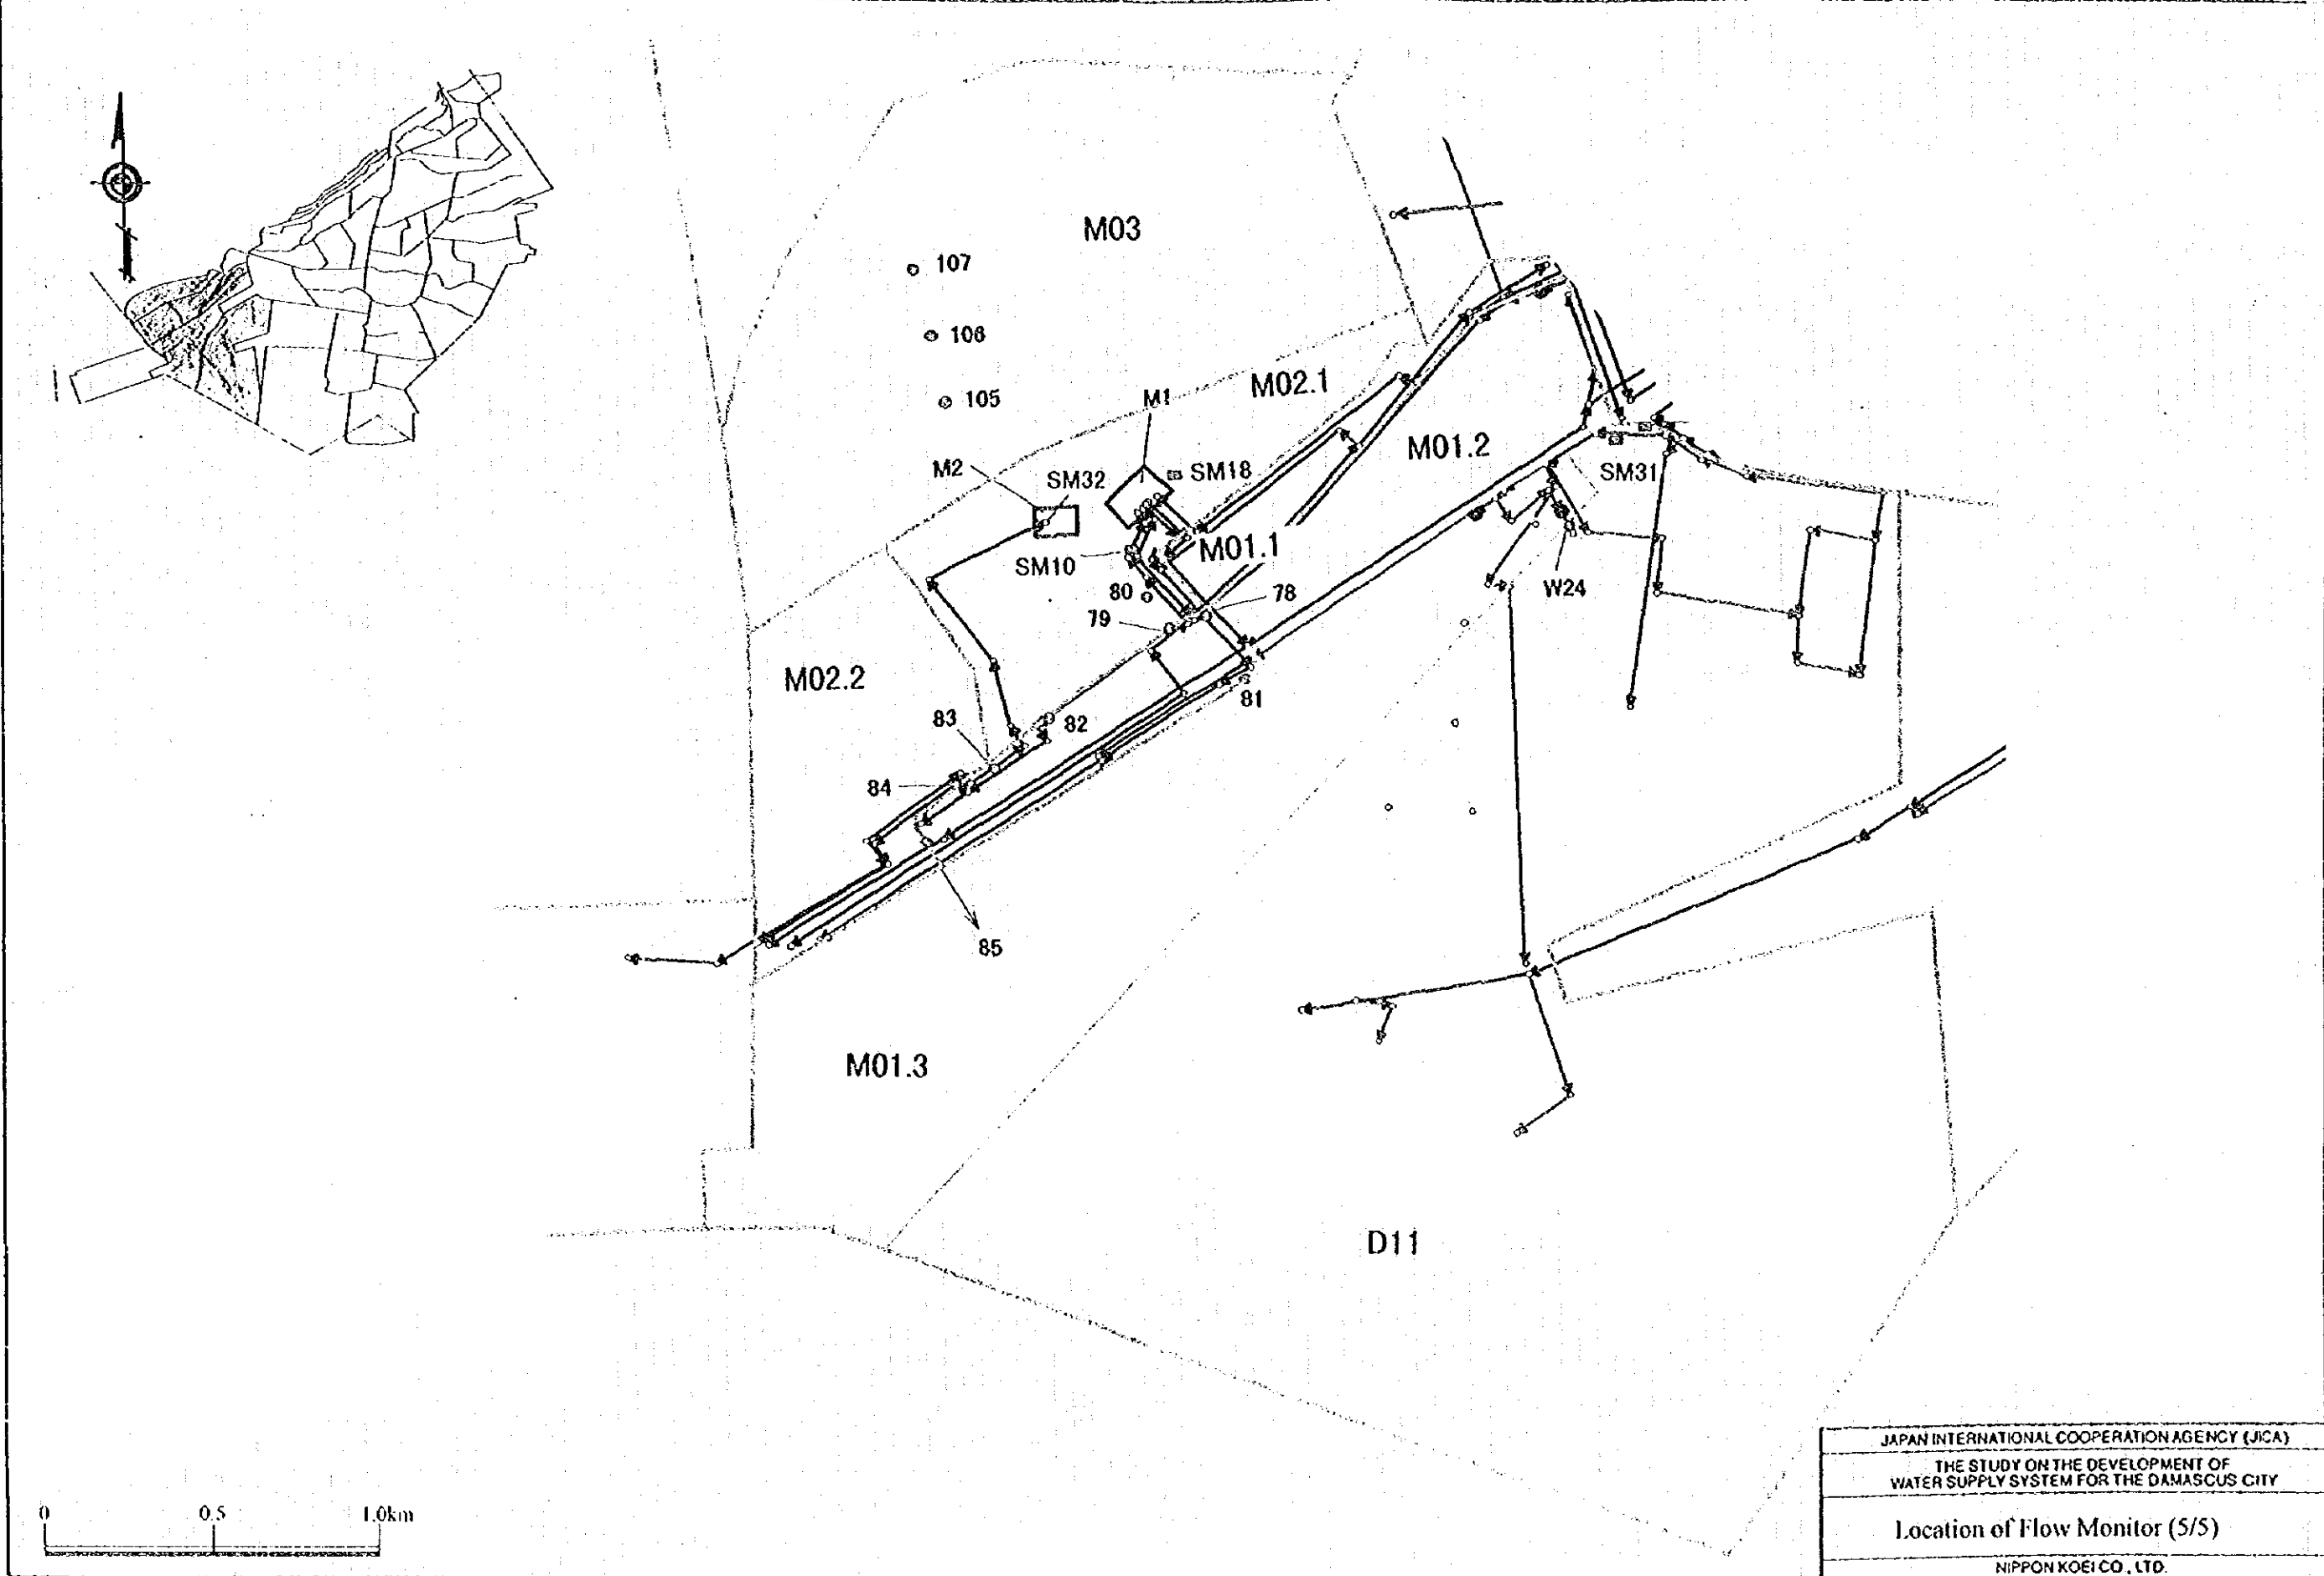 M03
107
106
105
M1
M02.1
M01.2
M2
SM32
SM18
SM31
M01.1
SM10
80
78
W24
79
M02.2
81
83
82
84
85
M01.3
D11
0 0.5 1.0km
JAPAN INTERNATIONAL COOPERATION AGENCY (JICA)
THE STUDY ON THE DEVELOPMENT OF
WATER SUPPLY SYSTEM FOR THE DAMASCUS CITY
Location of Flow Monitor (5/5)
NIPPON KOEI CO., LTD.